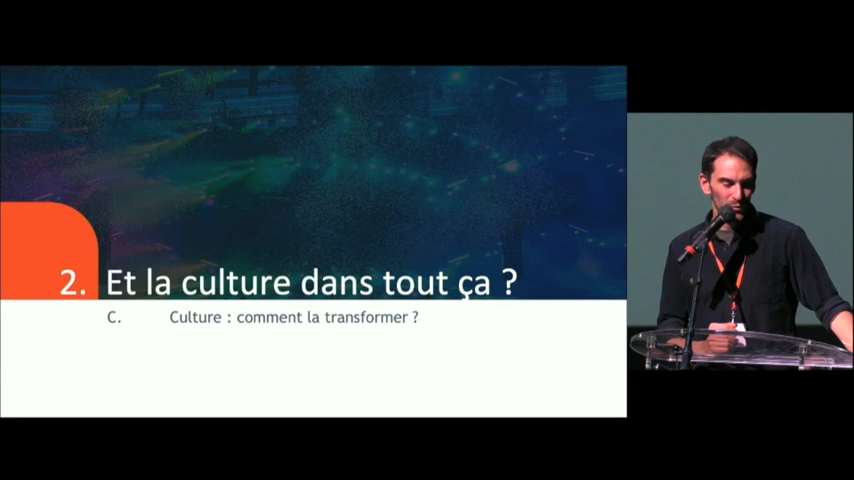 2. Et la culture dans tout ça ?
C. Culture : comment la transformer ?